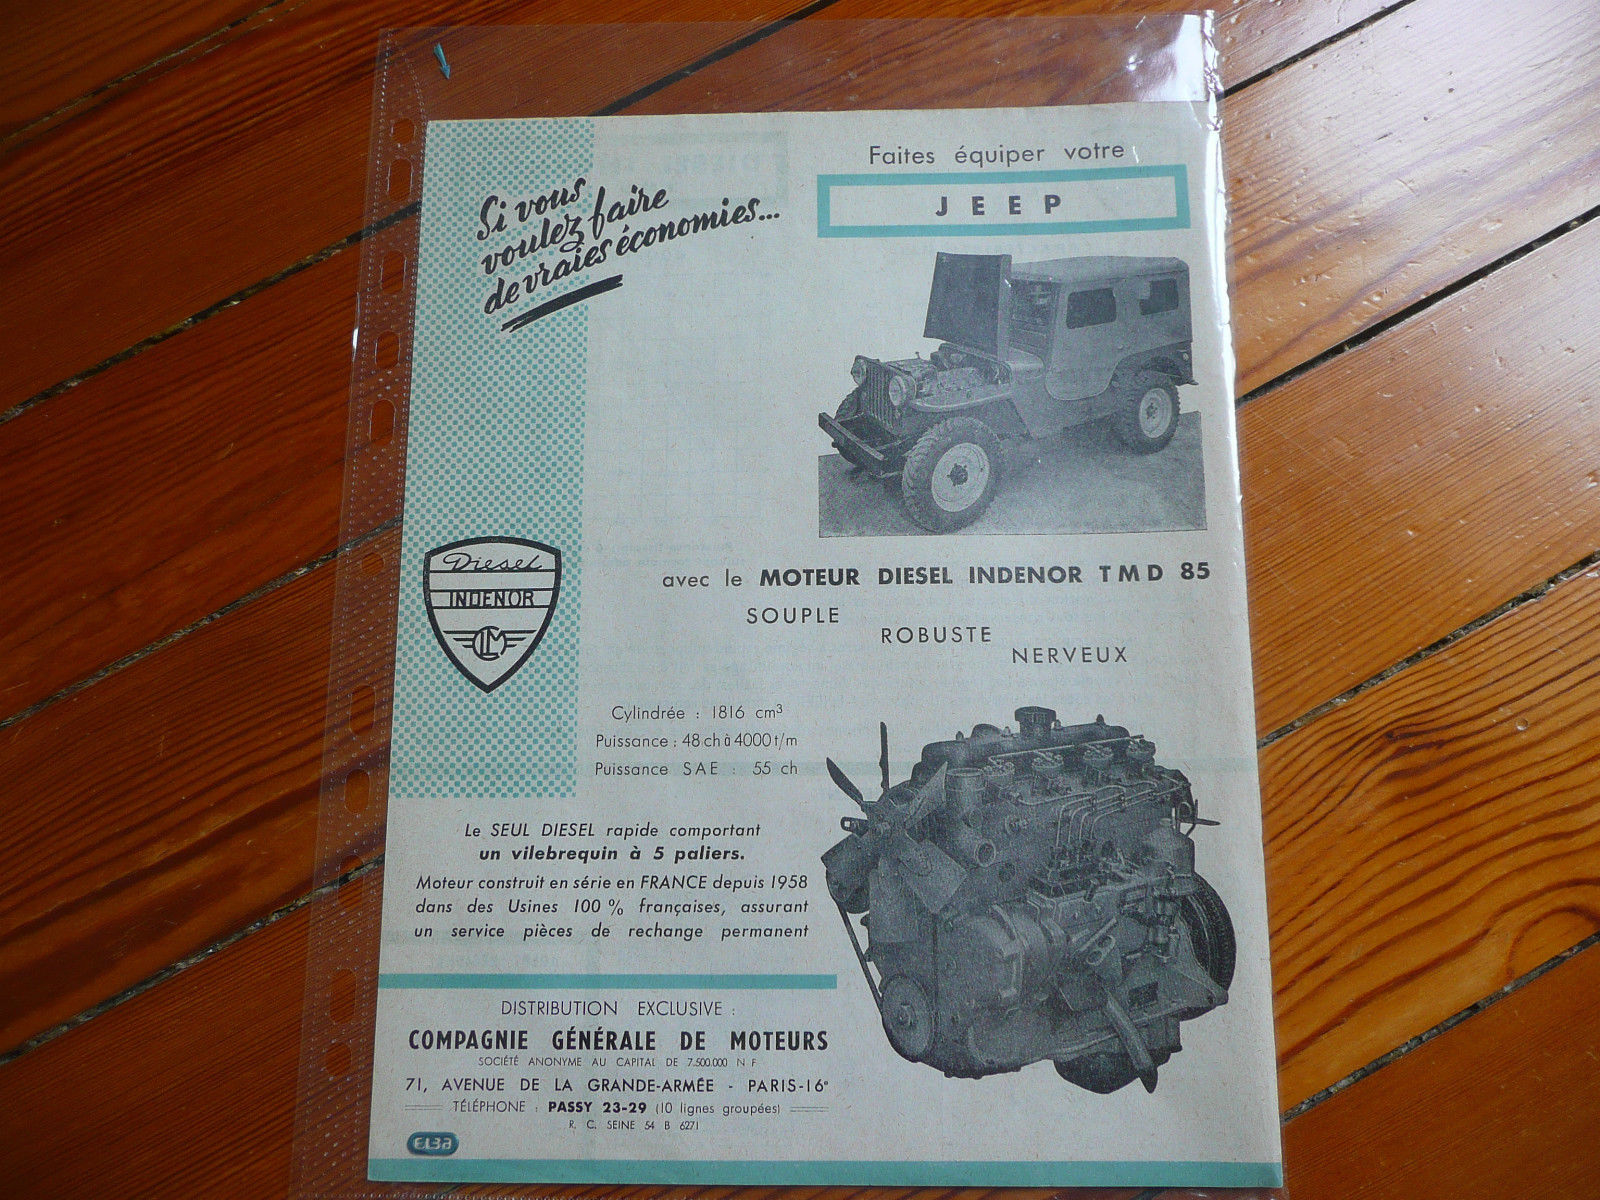 Si vous
voulez faire
de vraies économies...
Faites équiper votre
JEEP
avec le MOTEUR DIESEL INDENOR TMD 85
SOUPLE
ROBUSTE
NERVEUX
Diesel
INDENOR
CLM
Cylindrée : 1816 cm³
Puissance : 48 ch à 4000 t/m
Puissance SAE : 55 ch
Le SEUL DIESEL rapide comportant
un vilebrequin à 5 paliers.
Moteur construit en série en FRANCE depuis 1958
dans des Usines 100 % françaises, assurant
un service pièces de rechange permanent
DISTRIBUTION EXCLUSIVE :
COMPAGNIE GÉNÉRALE DE MOTEURS
SOCIÉTÉ ANONYME AU CAPITAL DE 7.500.000 N F
71, AVENUE DE LA GRANDE-ARMÉE - PARIS-16e
TÉLÉPHONE : PASSY 23-29 (10 lignes groupées)
R. C. SEINE 54 B 6271
ELBA